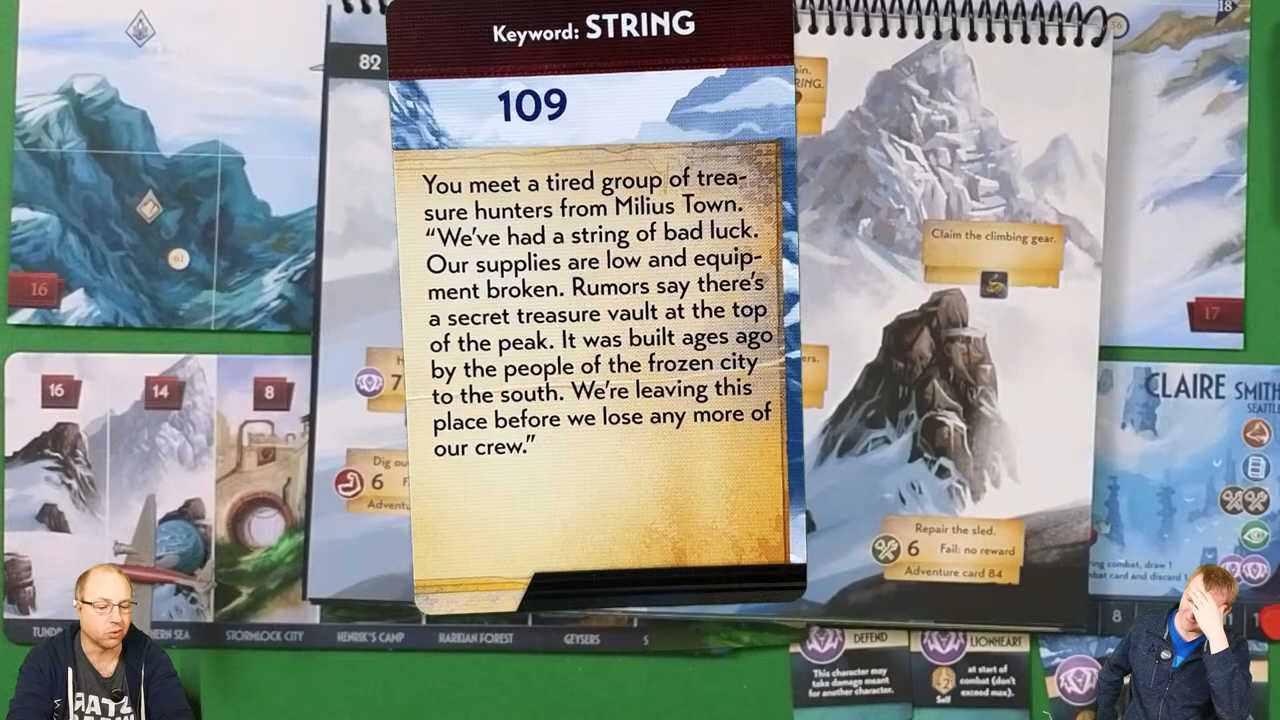 Keyword: STRING
109
You meet a tired group of trea-
sure hunters from Milius Town.
“We’ve had a string of bad luck.
Our supplies are low and equip-
ment broken. Rumors say there’s
a secret treasure vault at the top
of the peak. It was built ages ago
by the people of the frozen city
to the south. We’re leaving this
place before we lose any more of
our crew.”
82
18
56
61
16
17
Claim the climbing gear.
16
14
8
7
Dig
6
Repair the sled.
6 Fail: no reward
Adventure card 84
CLAIRE
SEATTL
STORMLOCK CITY
HENRIK'S CAMP
HARKIAN FOREST
GEYSERS
8
DEFEND
This character may
take damage meant
for another character.
LIONHEART
at start of
combat (don't
exceed max).
Self